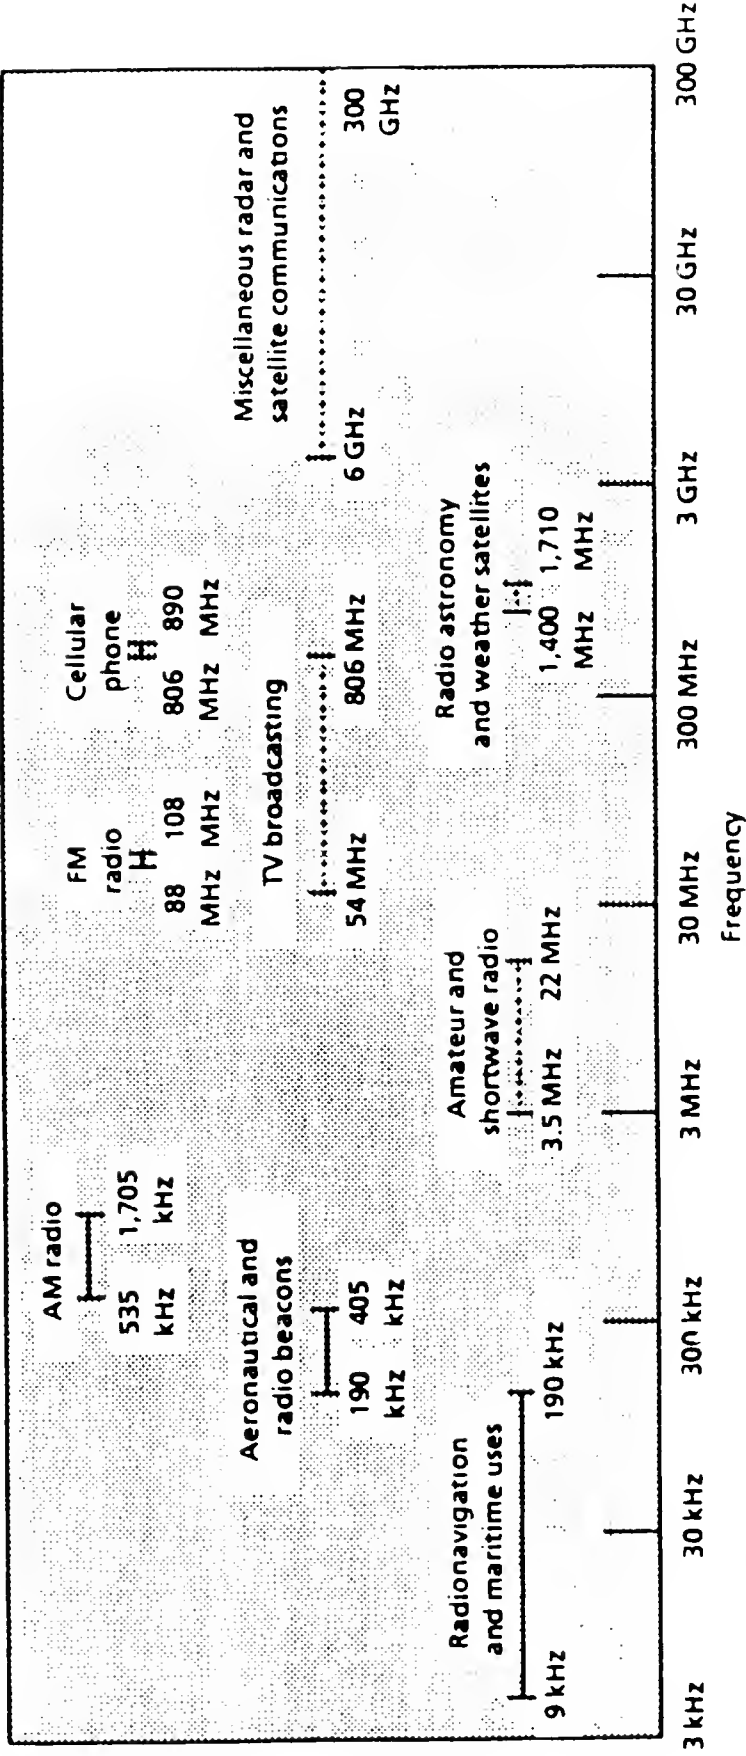 AM radio
535 1,705
kHz kHz
FM
radio
88 108
MHz MHz
Cellular
phone
806 890
MHz MHz
Aeronautical and
radio beacons
190 405
kHz kHz
TV broadcasting
54 MHz 806 MHz
Miscellaneous radar and
satellite communications
6 GHz 300
GHz
Radionavigation
and maritime uses
9 kHz 190 kHz
Amateur and
shortwave radio
3.5 MHz 22 MHz
Radio astronomy
and weather satellites
1,400 1,710
MHz MHz
3 kHz 30 kHz 300 kHz 3 MHz 30 MHz 300 MHz 3 GHz 30 GHz 300 GHz
Frequency